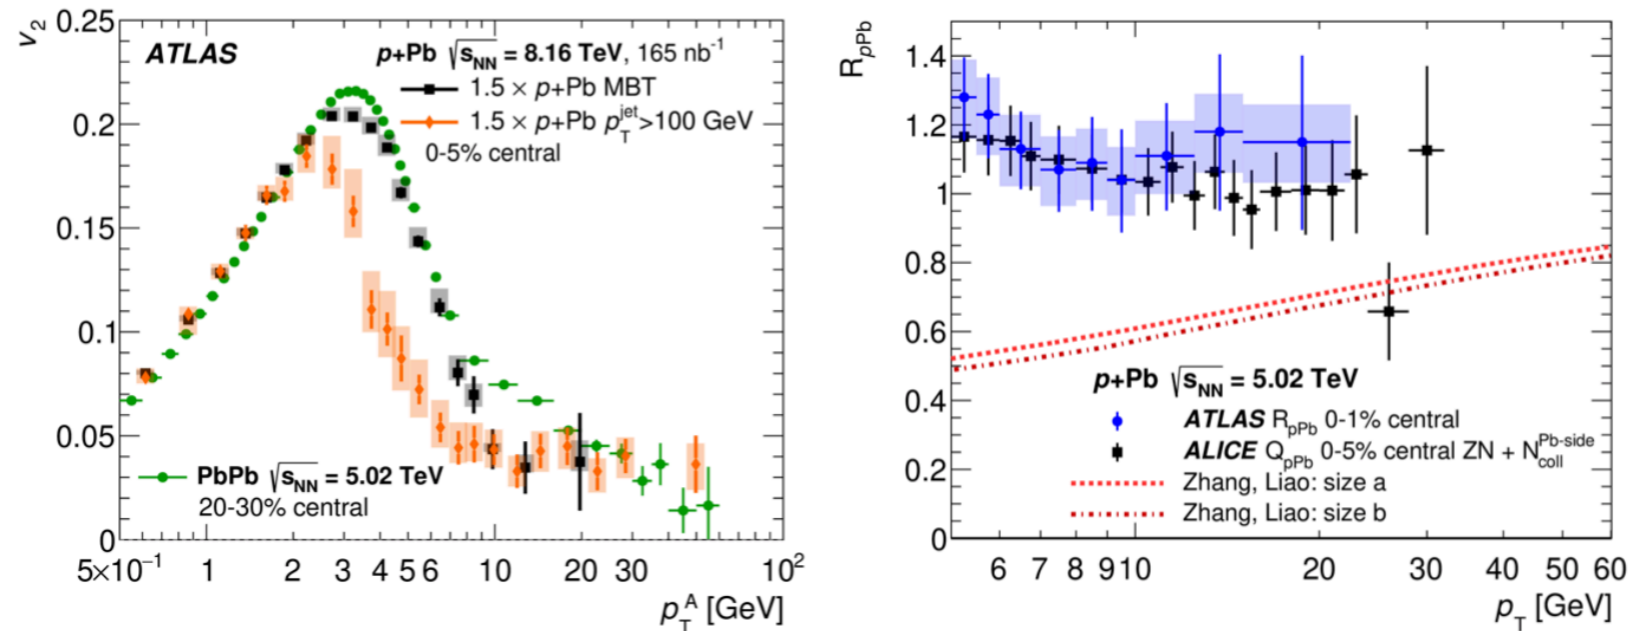 v₂
0.25
0.2
0.15
0.1
0.05
0
ATLAS
p+Pb √sNN = 8.16 TeV, 165 nb⁻¹
1.5 × p+Pb MBT
1.5 × p+Pb pTjet>100 GeV
0-5% central
PbPb √sNN = 5.02 TeV
20-30% central
5×10⁻¹ 1 2 3 4 5 6 10 20 30 10²
pTA [GeV]
RpPb
1.4
1.2
1
0.8
0.6
0.4
0.2
0
p+Pb √sNN = 5.02 TeV
ATLAS RpPb 0-1% central
ALICE QpPb 0-5% central ZN + NcollPb-side
Zhang, Liao: size a
Zhang, Liao: size b
6 7 8 9 10 20 30 40 50 60
pT [GeV]